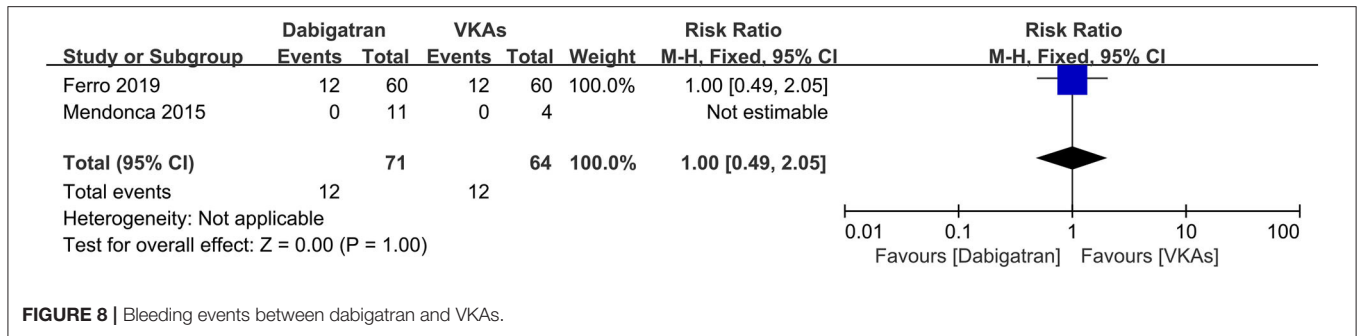 Dabigatran VKAs Risk Ratio Risk Ratio
Study or Subgroup Events Total Events Total Weight M-H, Fixed, 95% CI M-H, Fixed, 95% CI
Ferro 2019 12 60 12 60 100.0% 1.00 [0.49, 2.05]
Mendonca 2015 0 11 0 4 Not estimable
Total (95% CI) 71 64 100.0% 1.00 [0.49, 2.05]
Total events 12 12
Heterogeneity: Not applicable
Test for overall effect: Z = 0.00 (P = 1.00)
0.01 0.1 1 10 100
Favours [Dabigatran] Favours [VKAs]
FIGURE 8 | Bleeding events between dabigatran and VKAs.